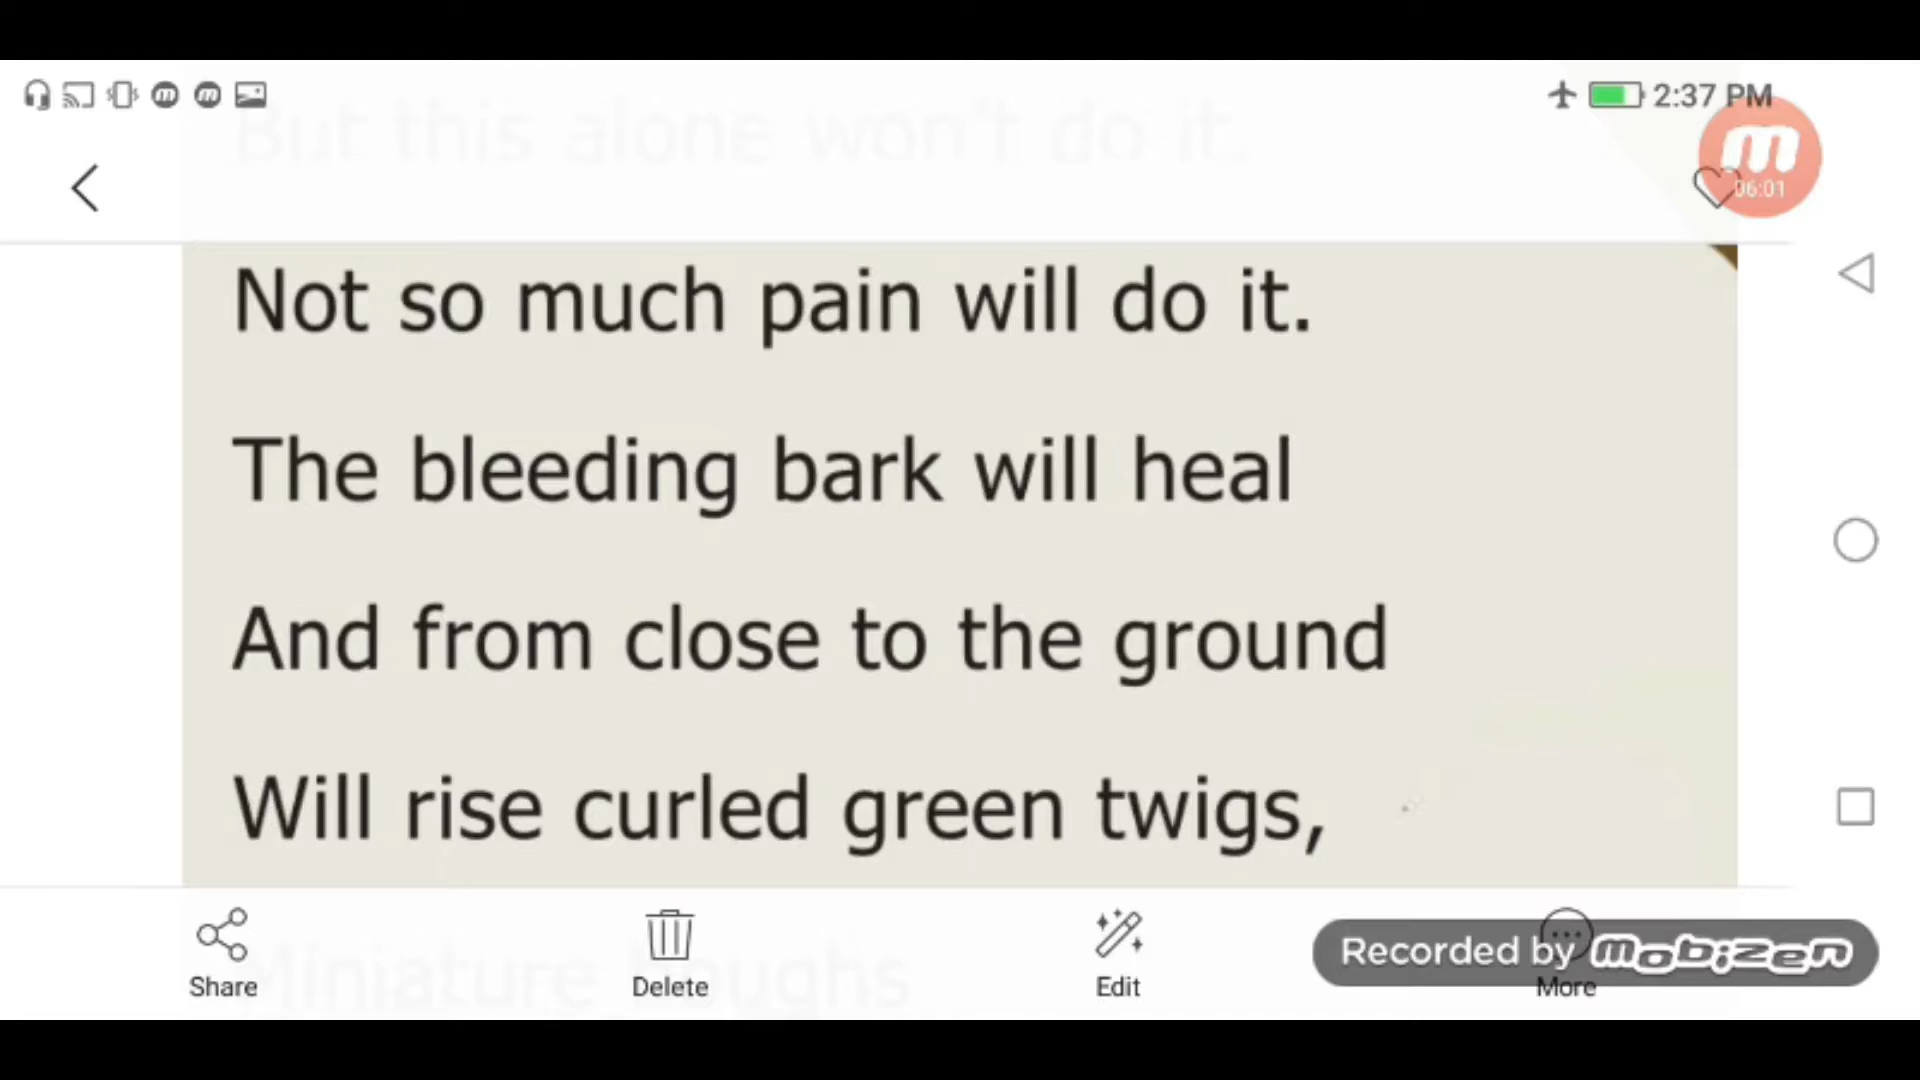 2:37 PM
But this alone won't do it.
m
06:01
Not so much pain will do it.
The bleeding bark will heal
And from close to the ground
Will rise curled green twigs,
Miniature boughs
Share
Delete
Edit
More
Recorded by mobizen